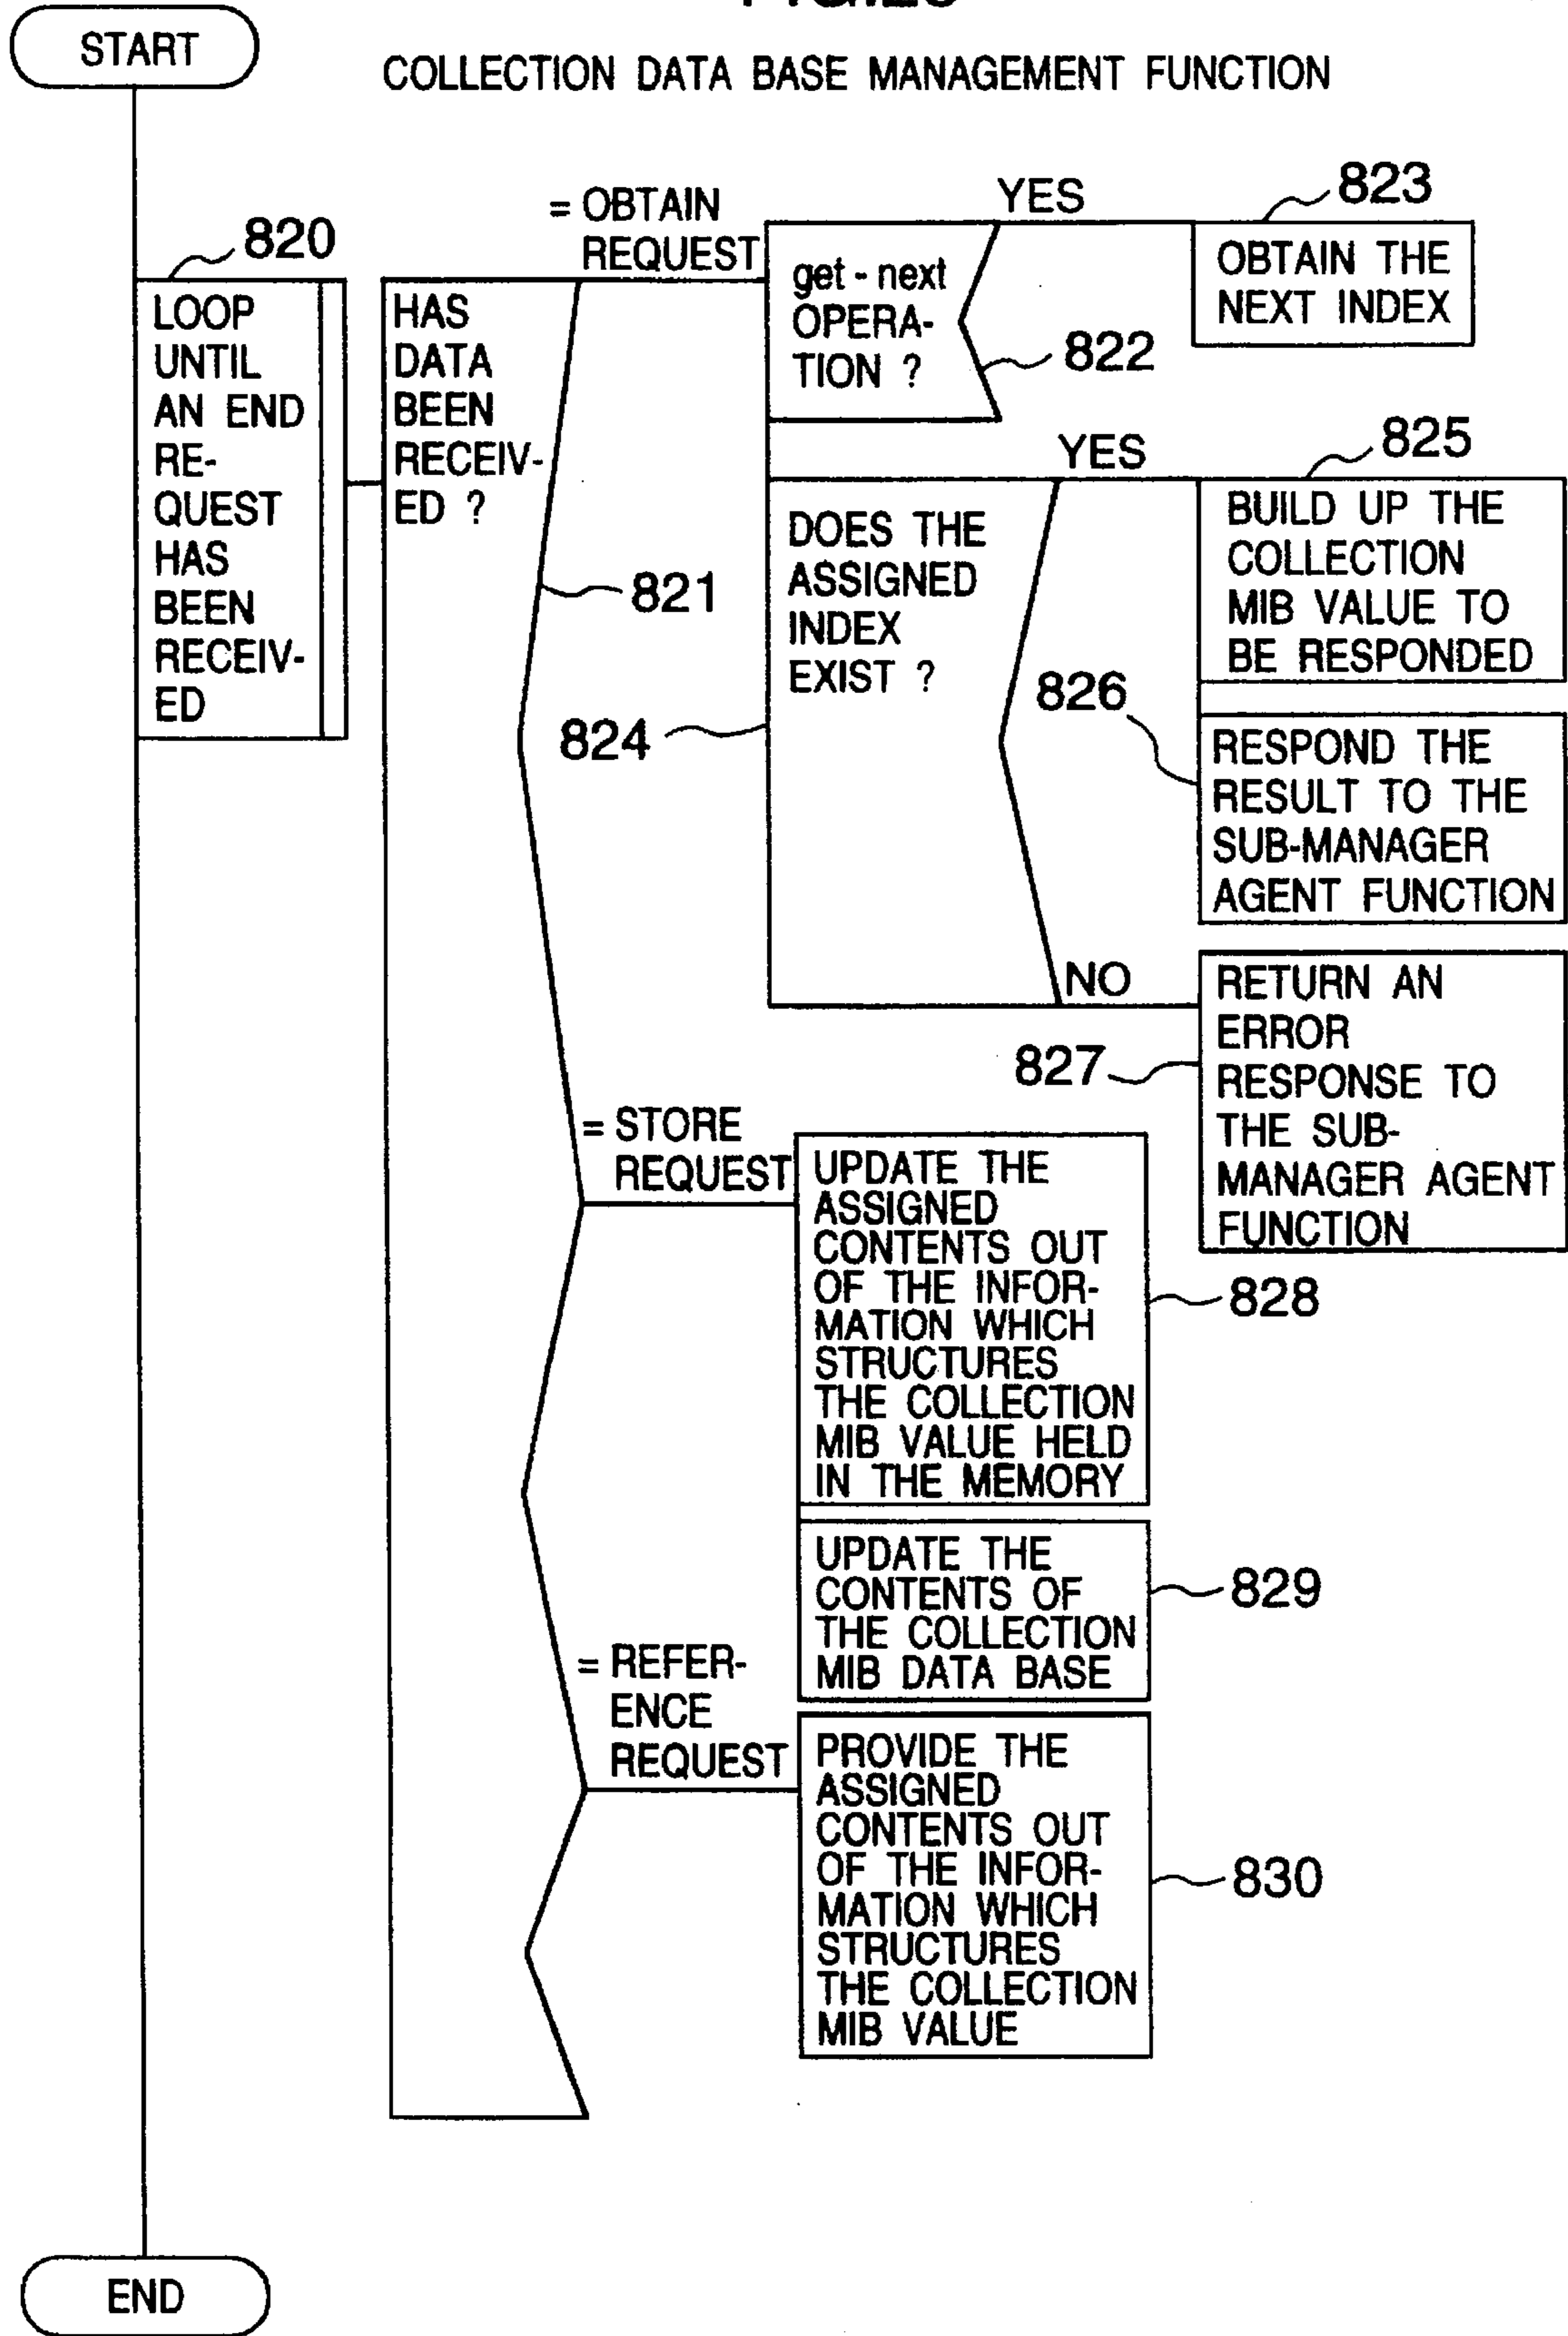 START
COLLECTION DATA BASE MANAGEMENT FUNCTION
820
LOOP
UNTIL
AN END
RE-
QUEST
HAS
BEEN
RECEIV-
ED
HAS
DATA
BEEN
RECEIV-
ED ?
821
= OBTAIN
REQUEST
get - next
OPERA-
TION ?
822
YES
823
OBTAIN THE
NEXT INDEX
DOES THE
ASSIGNED
INDEX
EXIST ?
824
YES
825
BUILD UP THE
COLLECTION
MIB VALUE TO
BE RESPONDED
826
RESPOND THE
RESULT TO THE
SUB-MANAGER
AGENT FUNCTION
NO
827
RETURN AN
ERROR
RESPONSE TO
THE SUB-
MANAGER AGENT
FUNCTION
= STORE
REQUEST
UPDATE THE
ASSIGNED
CONTENTS OUT
OF THE INFOR-
MATION WHICH
STRUCTURES
THE COLLECTION
MIB VALUE HELD
IN THE MEMORY
828
UPDATE THE
CONTENTS OF
THE COLLECTION
MIB DATA BASE
829
= REFER-
ENCE
REQUEST
PROVIDE THE
ASSIGNED
CONTENTS OUT
OF THE INFOR-
MATION WHICH
STRUCTURES
THE COLLECTION
MIB VALUE
830
END